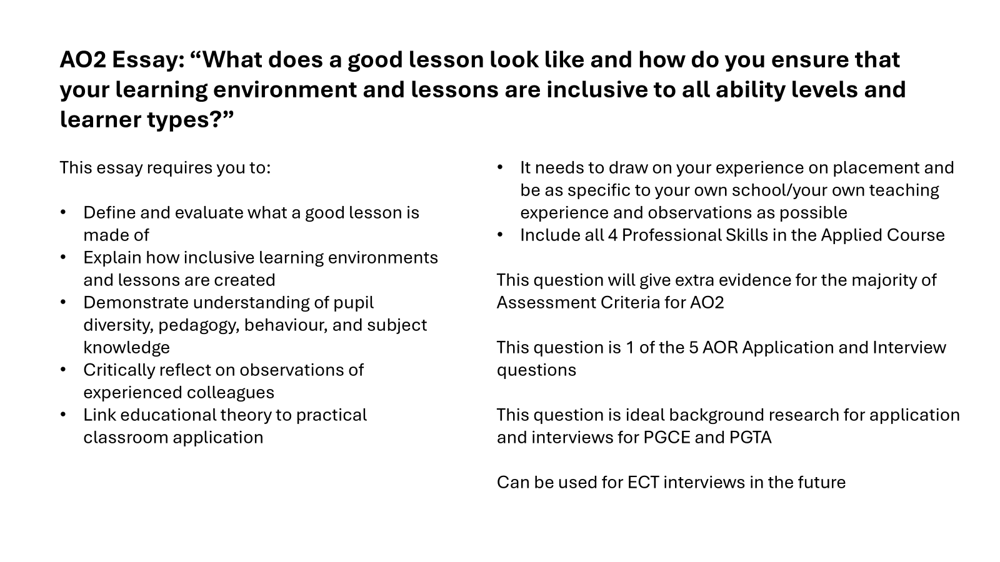 AO2 Essay: “What does a good lesson look like and how do you ensure that
your learning environment and lessons are inclusive to all ability levels and
learner types?”
This essay requires you to:
• Define and evaluate what a good lesson is
made of
• Explain how inclusive learning environments
and lessons are created
• Demonstrate understanding of pupil
diversity, pedagogy, behaviour, and subject
knowledge
• Critically reflect on observations of
experienced colleagues
• Link educational theory to practical
classroom application
• It needs to draw on your experience on placement and
be as specific to your own school/your own teaching
experience and observations as possible
• Include all 4 Professional Skills in the Applied Course
This question will give extra evidence for the majority of
Assessment Criteria for AO2
This question is 1 of the 5 AOR Application and Interview
questions
This question is ideal background research for application
and interviews for PGCE and PGTA
Can be used for ECT interviews in the future